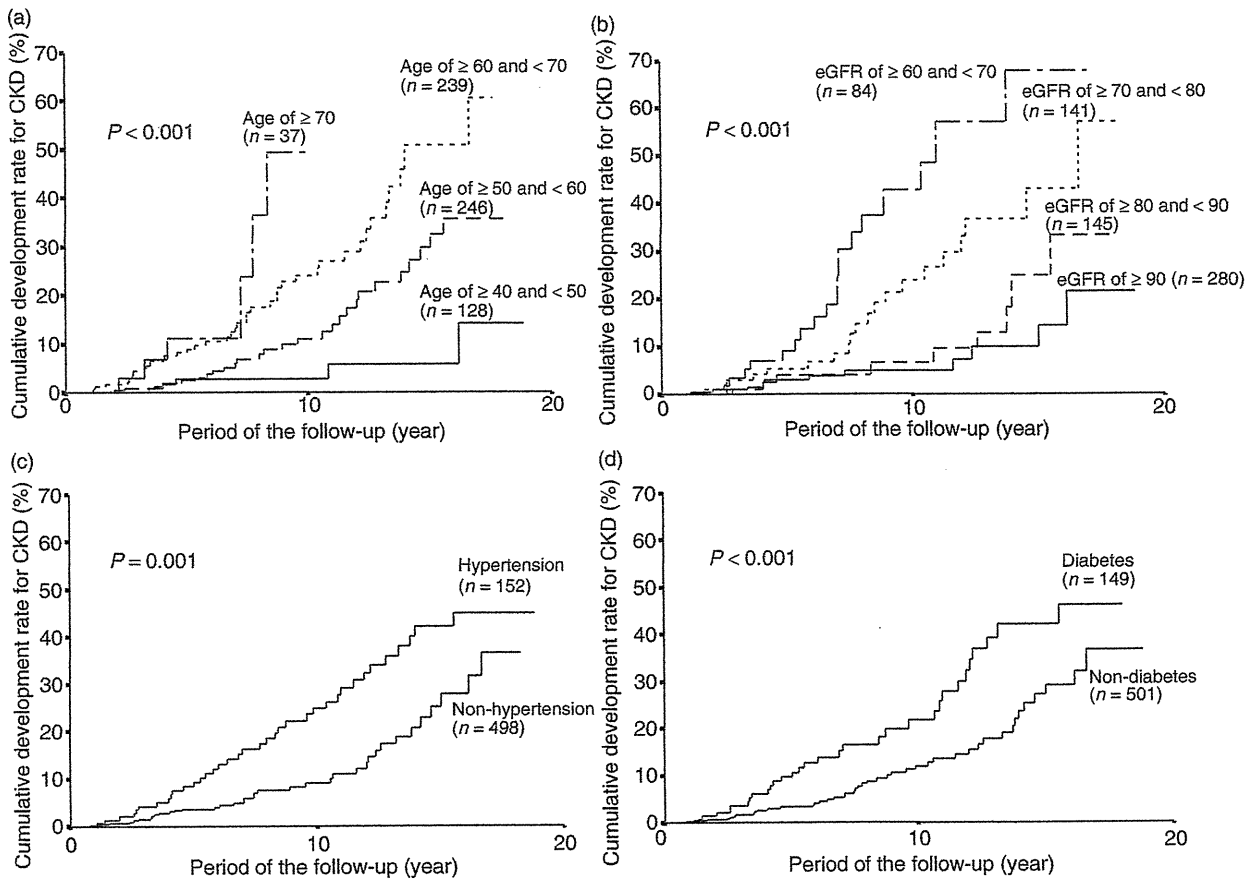 (a)
Cumulative development rate for CKD (%)
70
60
50
40
30
20
10
0
P < 0.001
Age of ≥ 70
(n = 37)
Age of ≥ 60 and < 70
(n = 239)
Age of ≥ 50 and < 60
(n = 246)
Age of ≥ 40 and < 50
(n = 128)
0
10
20
Period of the follow-up (year)
(b)
Cumulative development rate for CKD (%)
70
60
50
40
30
20
10
0
P < 0.001
eGFR of ≥ 60 and < 70
(n = 84)
eGFR of ≥ 70 and < 80
(n = 141)
eGFR of ≥ 80 and < 90
(n = 145)
eGFR of ≥ 90 (n = 280)
0
10
20
Period of the follow-up (year)
(c)
Cumulative development rate for CKD (%)
70
60
50
40
30
20
10
0
P = 0.001
Hypertension
(n = 152)
Non-hypertension
(n = 498)
0
10
20
Period of the follow-up (year)
(d)
Cumulative development rate for CKD (%)
70
60
50
40
30
20
10
0
P < 0.001
Diabetes
(n = 149)
Non-diabetes
(n = 501)
0
10
20
Period of the follow-up (year)